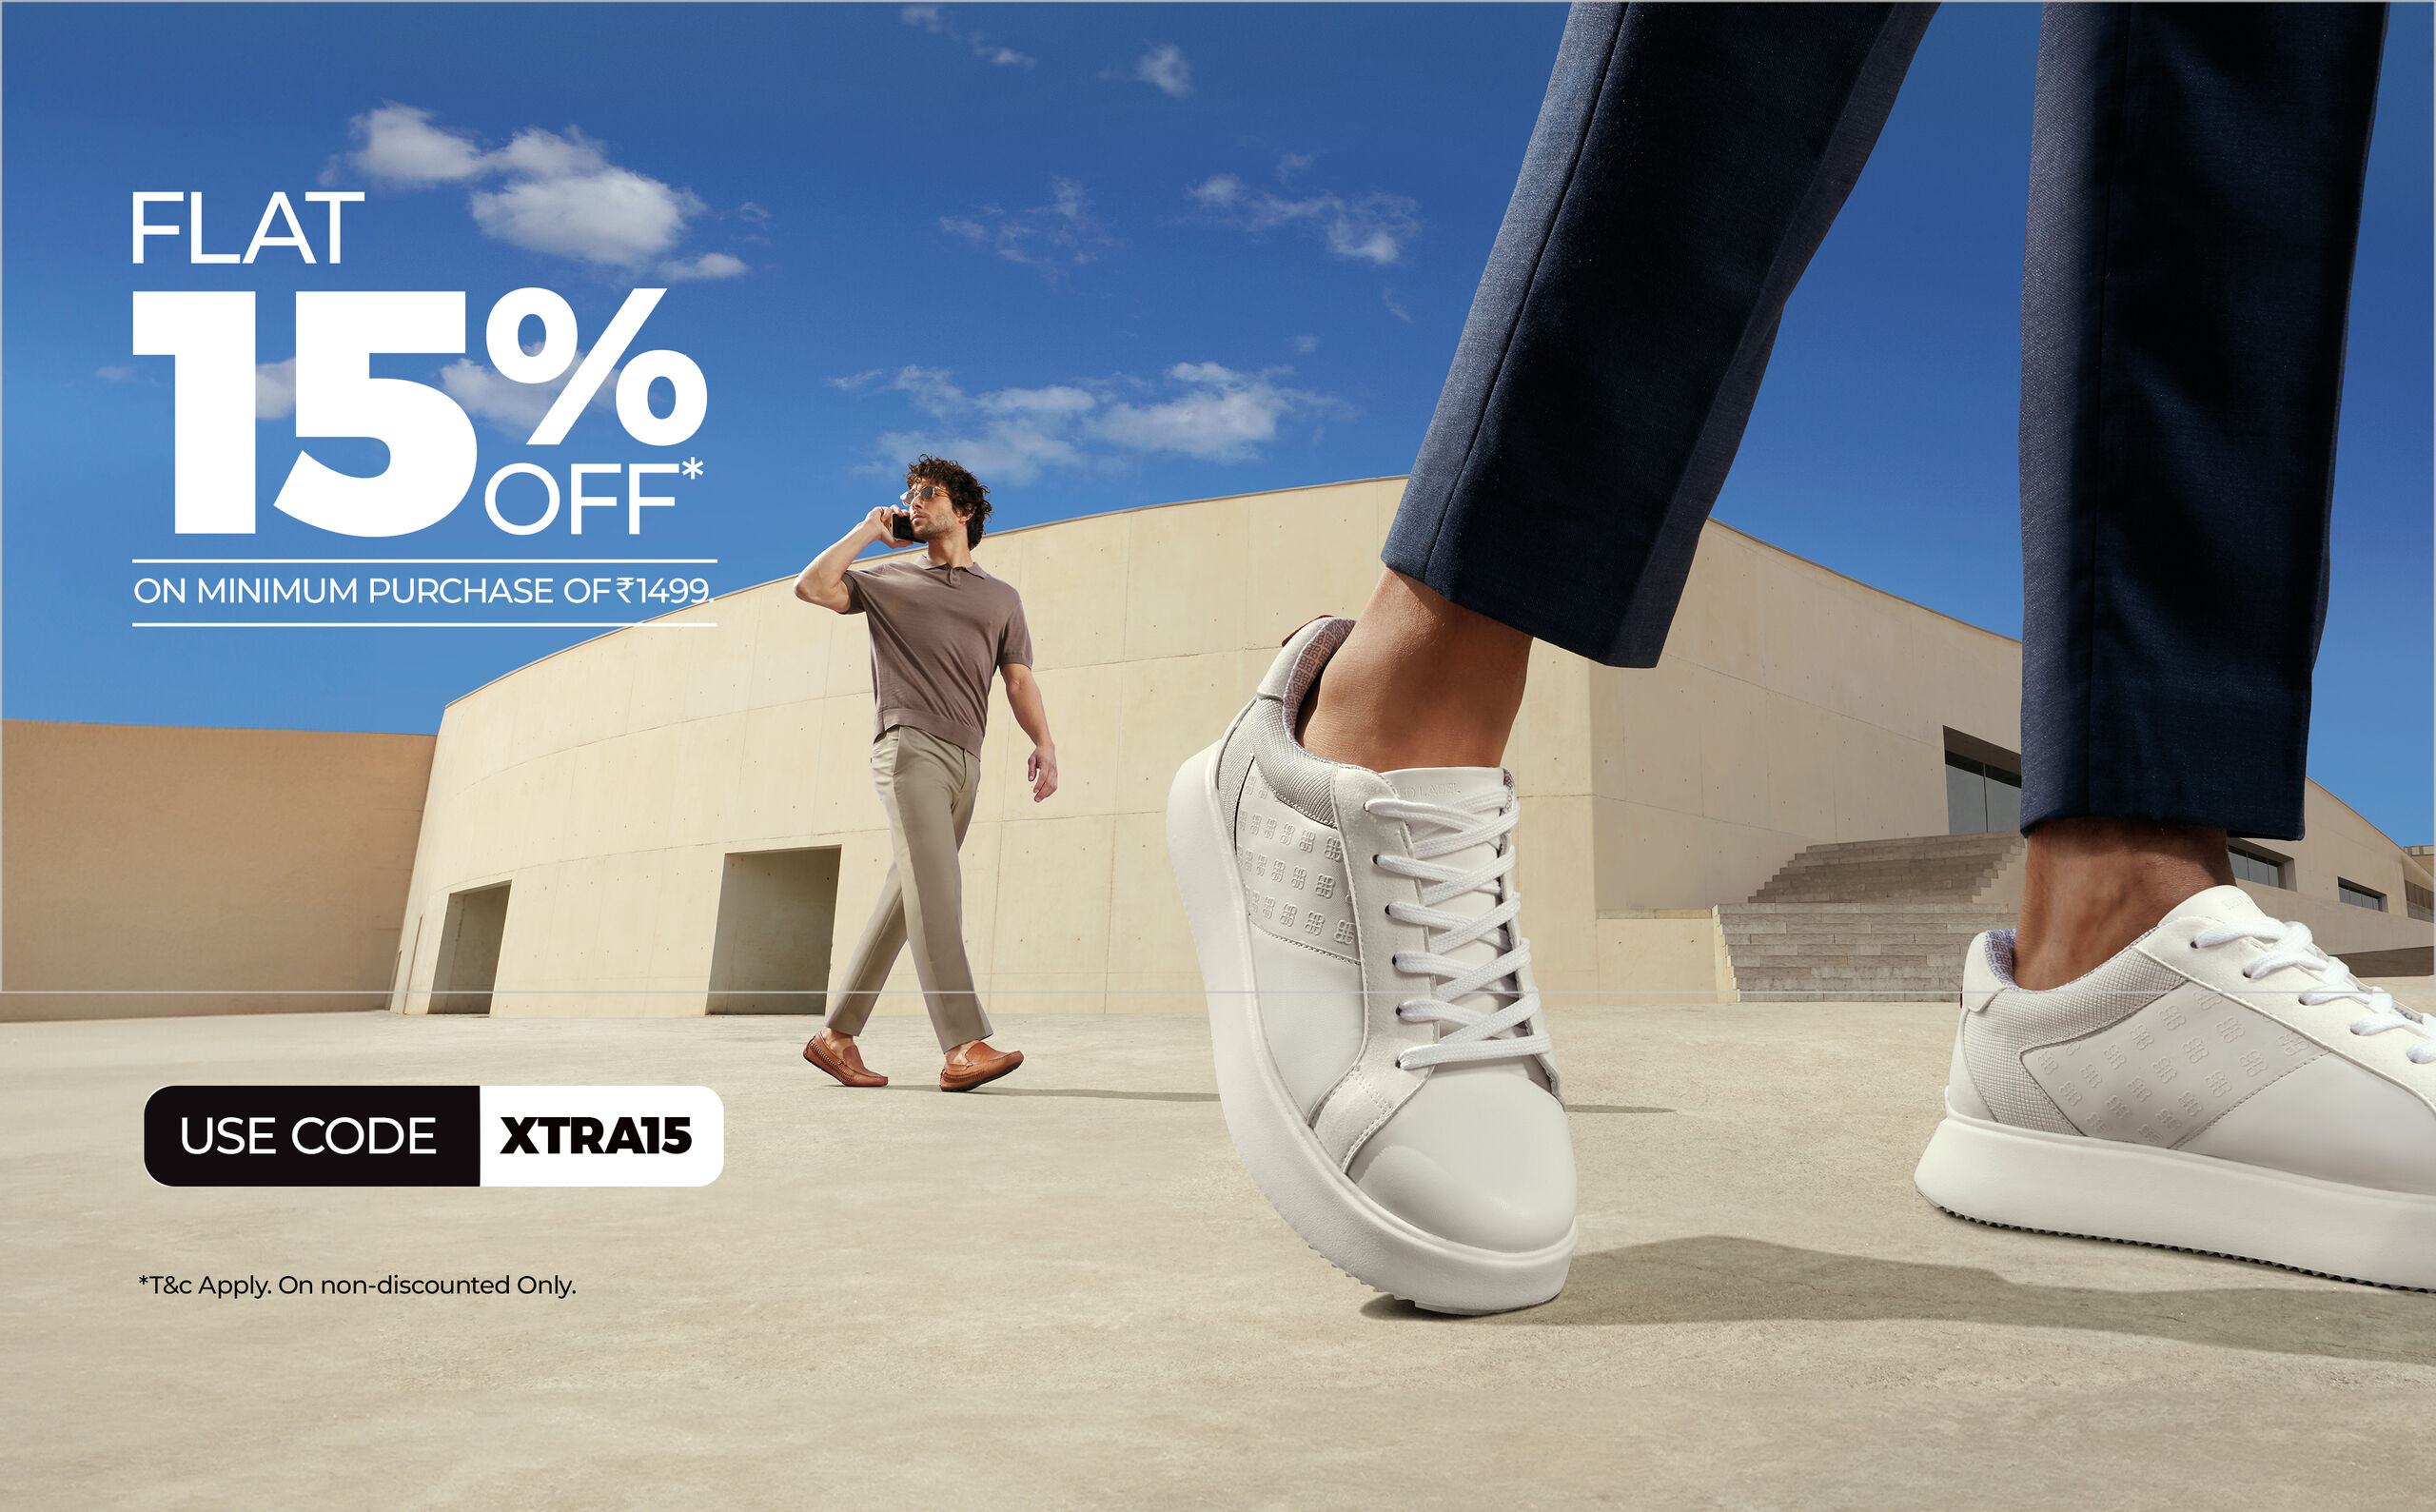 FLAT
15%
OFF*
ON MINIMUM PURCHASE OF ₹1499.
USE CODE XTRA15
*T&c Apply. On non-discounted Only.